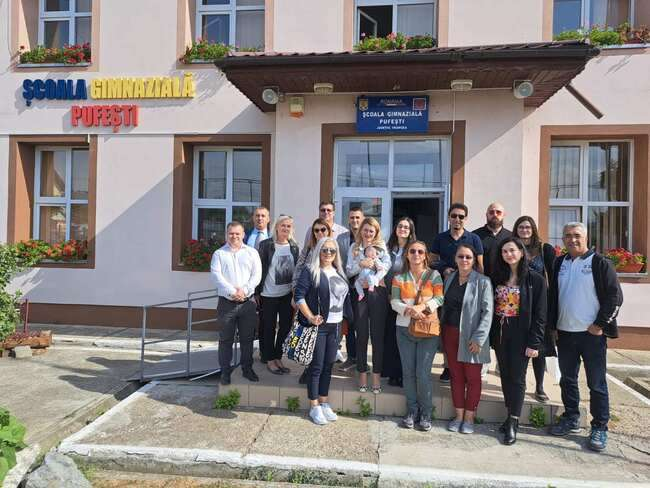 ȘCOALA GIMNAZIALĂ
PUFEȘTI
ROMÂNIA
ȘCOALA GIMNAZIALĂ
PUFEȘTI
JUDEȚUL VRANCEA